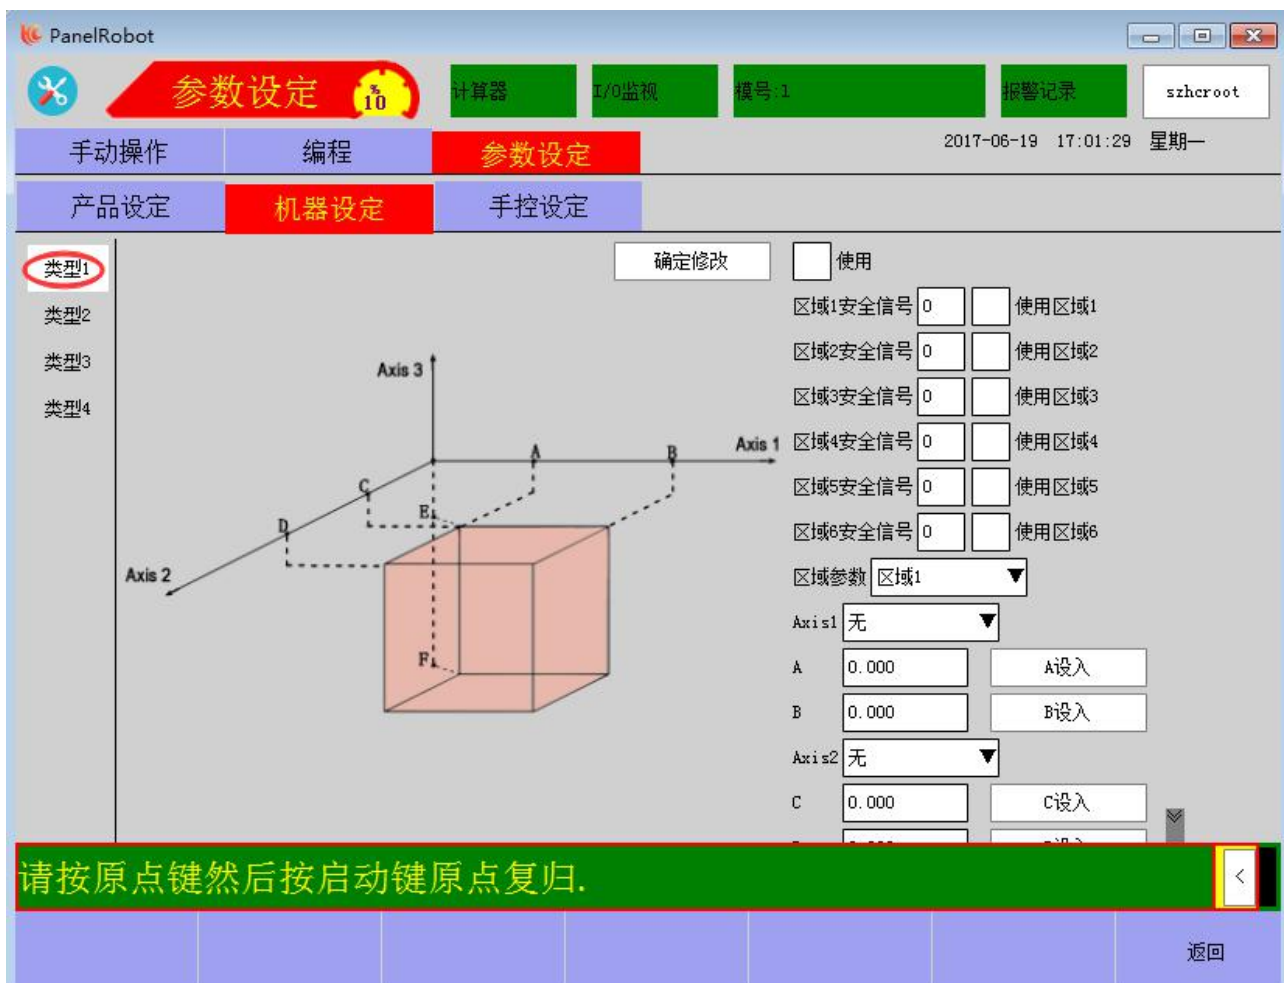 PanelRobot
参数设定 % 10 计算器 I/O监视 模号:1 报警记录 szhcroot
手动操作 编程 参数设定 2017-06-19 17:01:29 星期一
产品设定 机器设定 手控设定
类型1
类型2
类型3
类型4
Axis 3
A B Axis 1
C
D E
Axis 2
F
确定修改 使用
区域1安全信号 0 使用区域1
区域2安全信号 0 使用区域2
区域3安全信号 0 使用区域3
区域4安全信号 0 使用区域4
区域5安全信号 0 使用区域5
区域6安全信号 0 使用区域6
区域参数 区域1
Axis1 无
A 0.000 A设入
B 0.000 B设入
Axis2 无
C 0.000 C设入
请按原点键然后按启动键原点复归.
<
返回